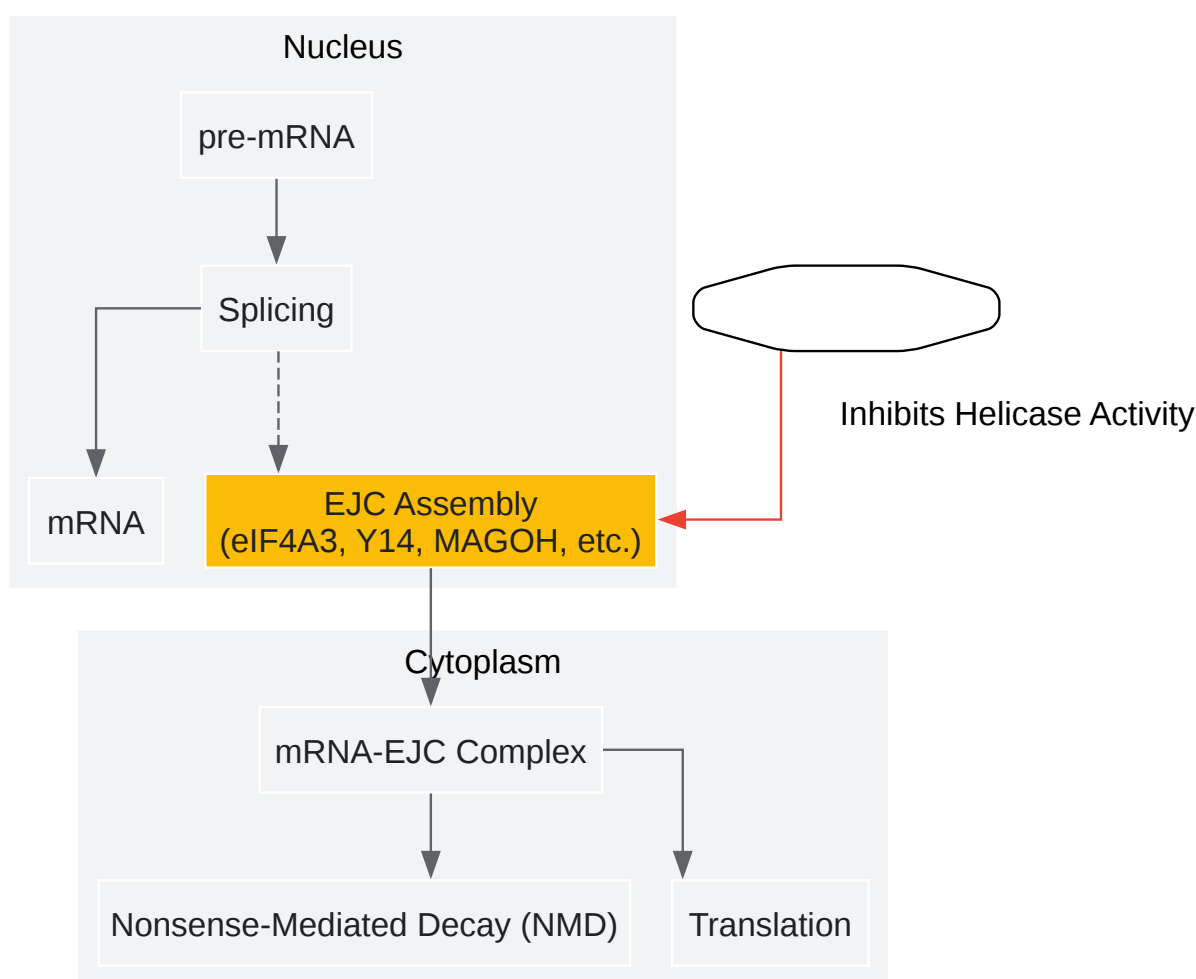 Nucleus
pre-mRNA
Splicing
Inhibits Helicase Activity
mRNA
EJC Assembly
(eIF4A3, Y14, MAGOH, etc.)
Cytoplasm
mRNA-EJC Complex
Nonsense-Mediated Decay (NMD)
Translation